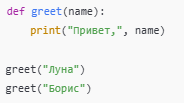 def greet(name):
    print("Привет,", name)

greet("Луна")
greet("Борис")